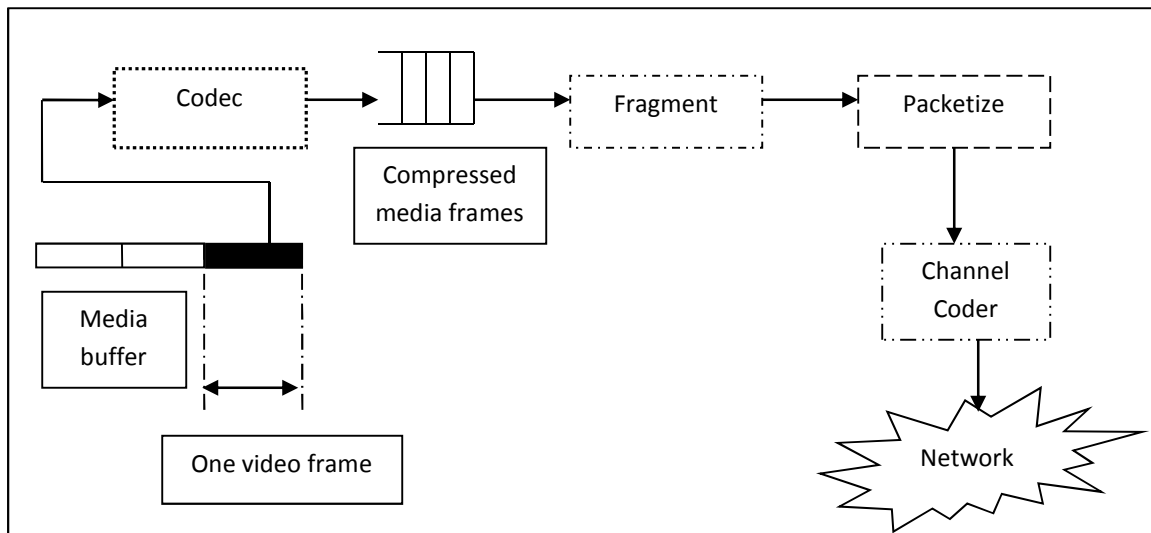 Codec
Fragment
Packetize
Compressed
media frames
Channel
Coder
Media
buffer
One video frame
Network